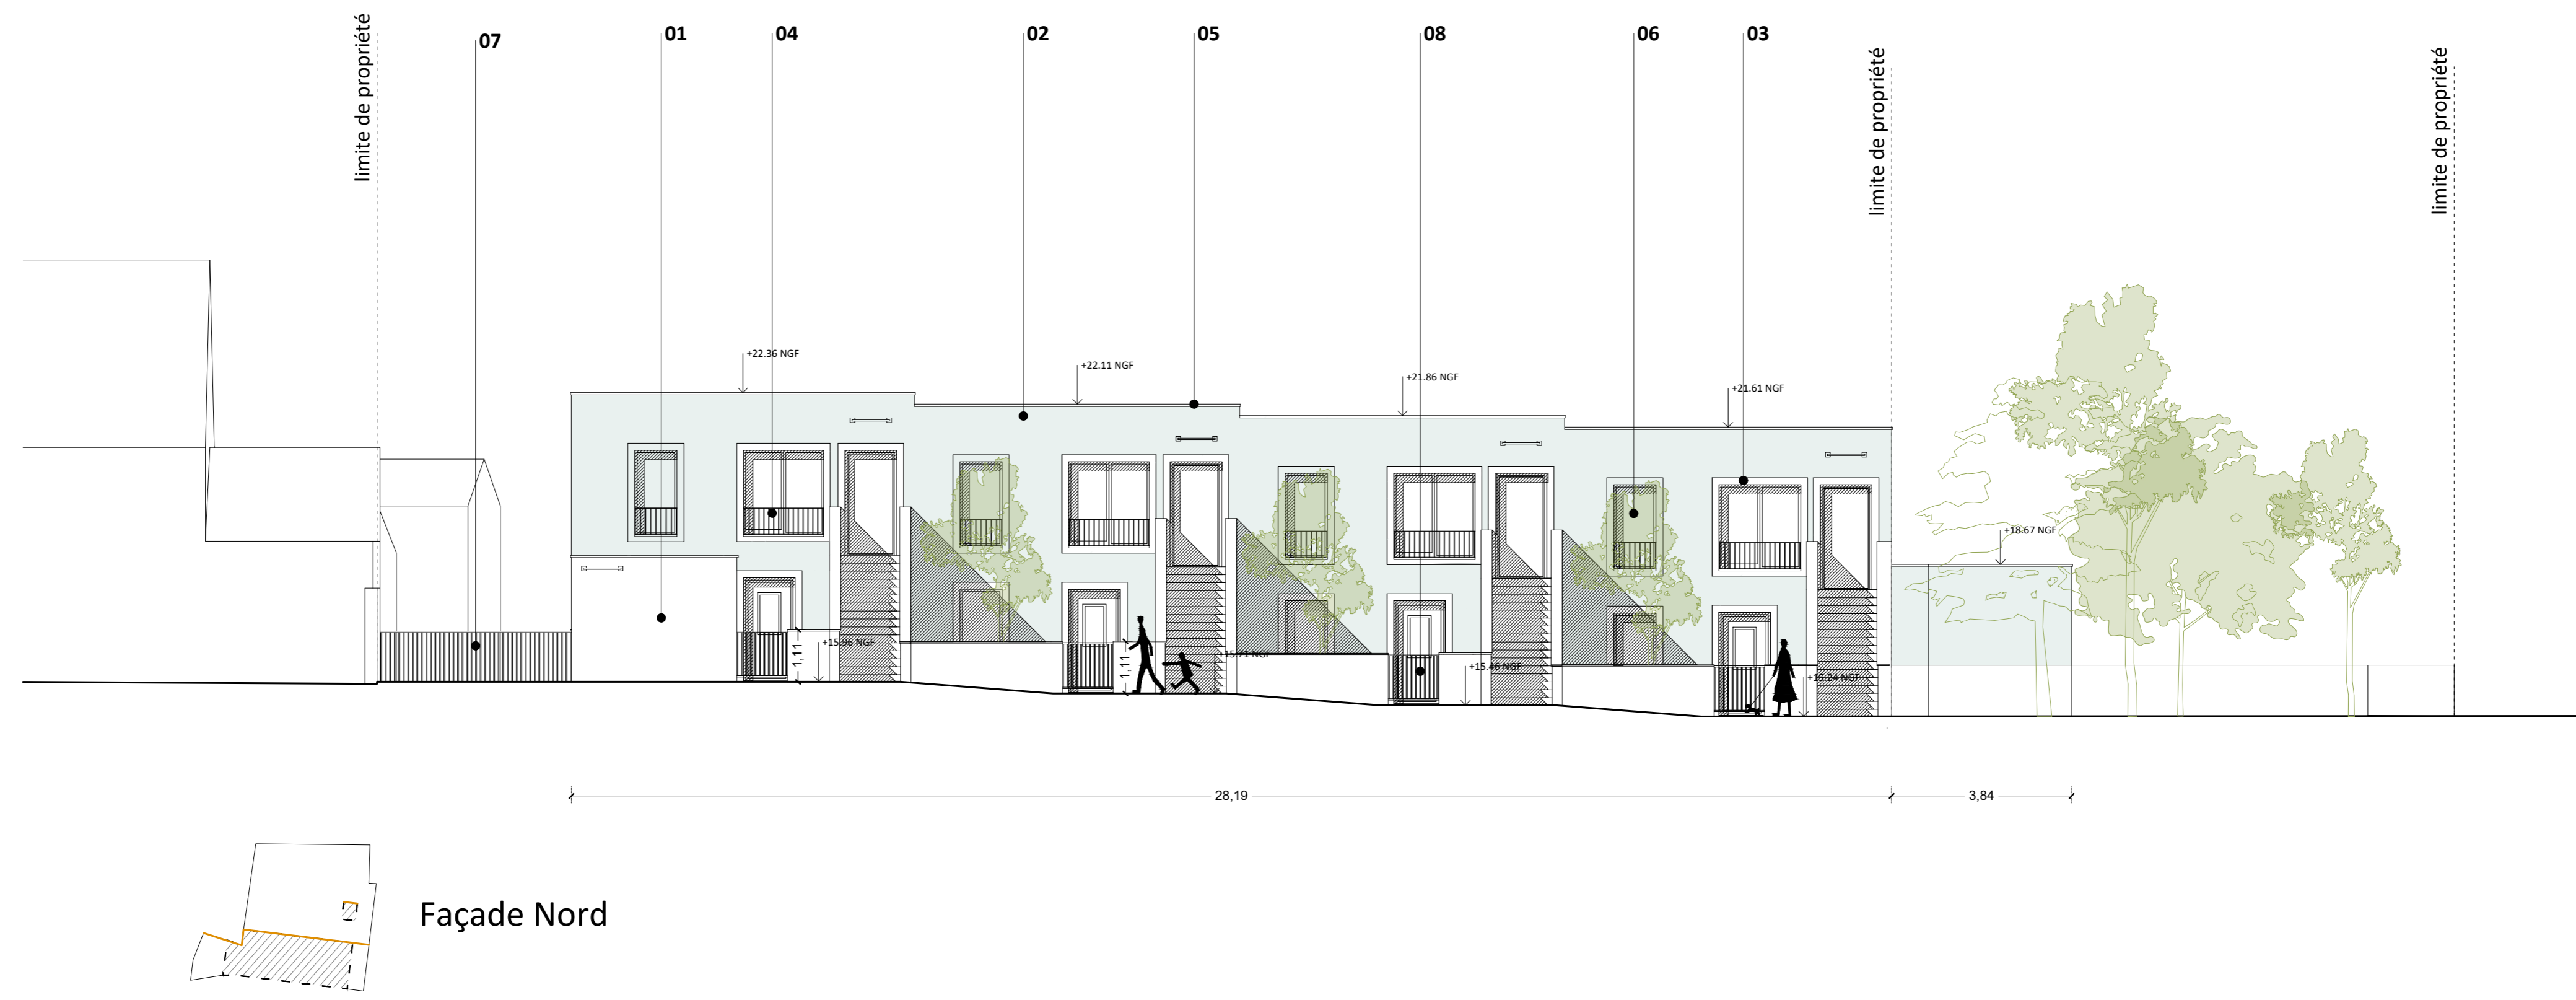 limite de propriété
07
01
04
02
05
08
06
03
limite de propriété
limite de propriété
+22.36 NGF
+22.11 NGF
+21.86 NGF
+21.61 NGF
+18.67 NGF
1,11
+15.96 NGF
1,11
+15.71 NGF
+15.46 NGF
+15.24 NGF
28,19
3,84
Façade Nord